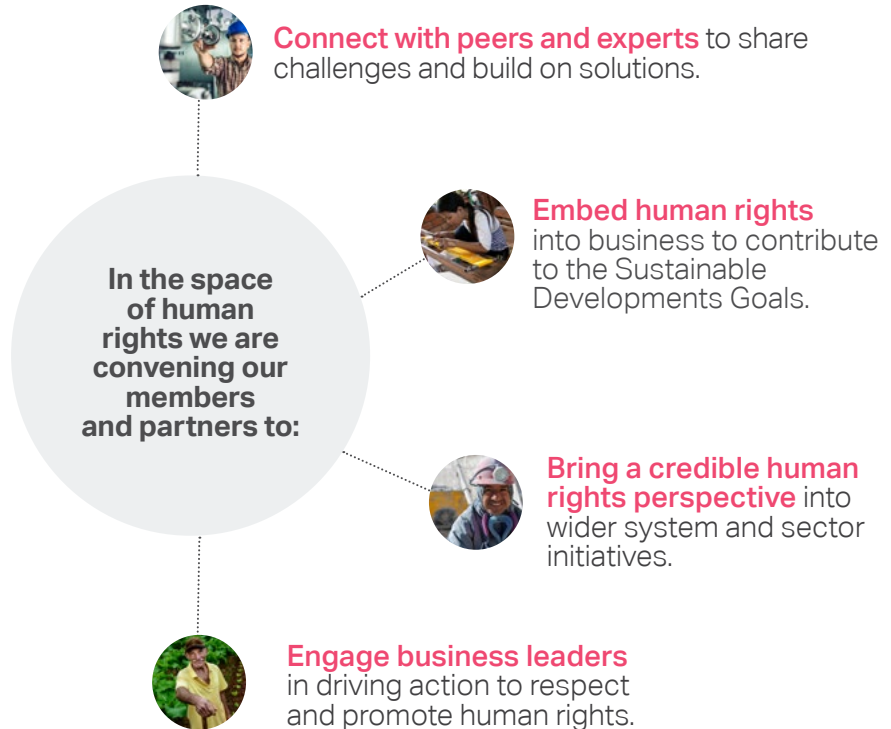 Connect with peers and experts to share
challenges and build on solutions.
In the space
of human
rights we are
convening our
members
and partners to:
Embed human rights
into business to contribute
to the Sustainable
Developments Goals.
Bring a credible human
rights perspective into
wider system and sector
initiatives.
Engage business leaders
in driving action to respect
and promote human rights.